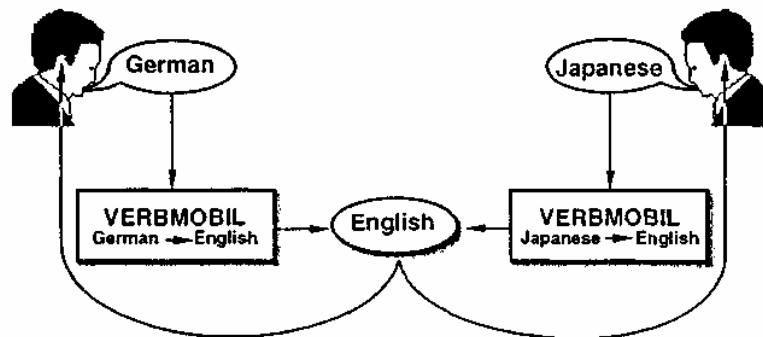 German
Japanese
VERBMOBIL
German → English
English
VERBMOBIL
Japanese → English